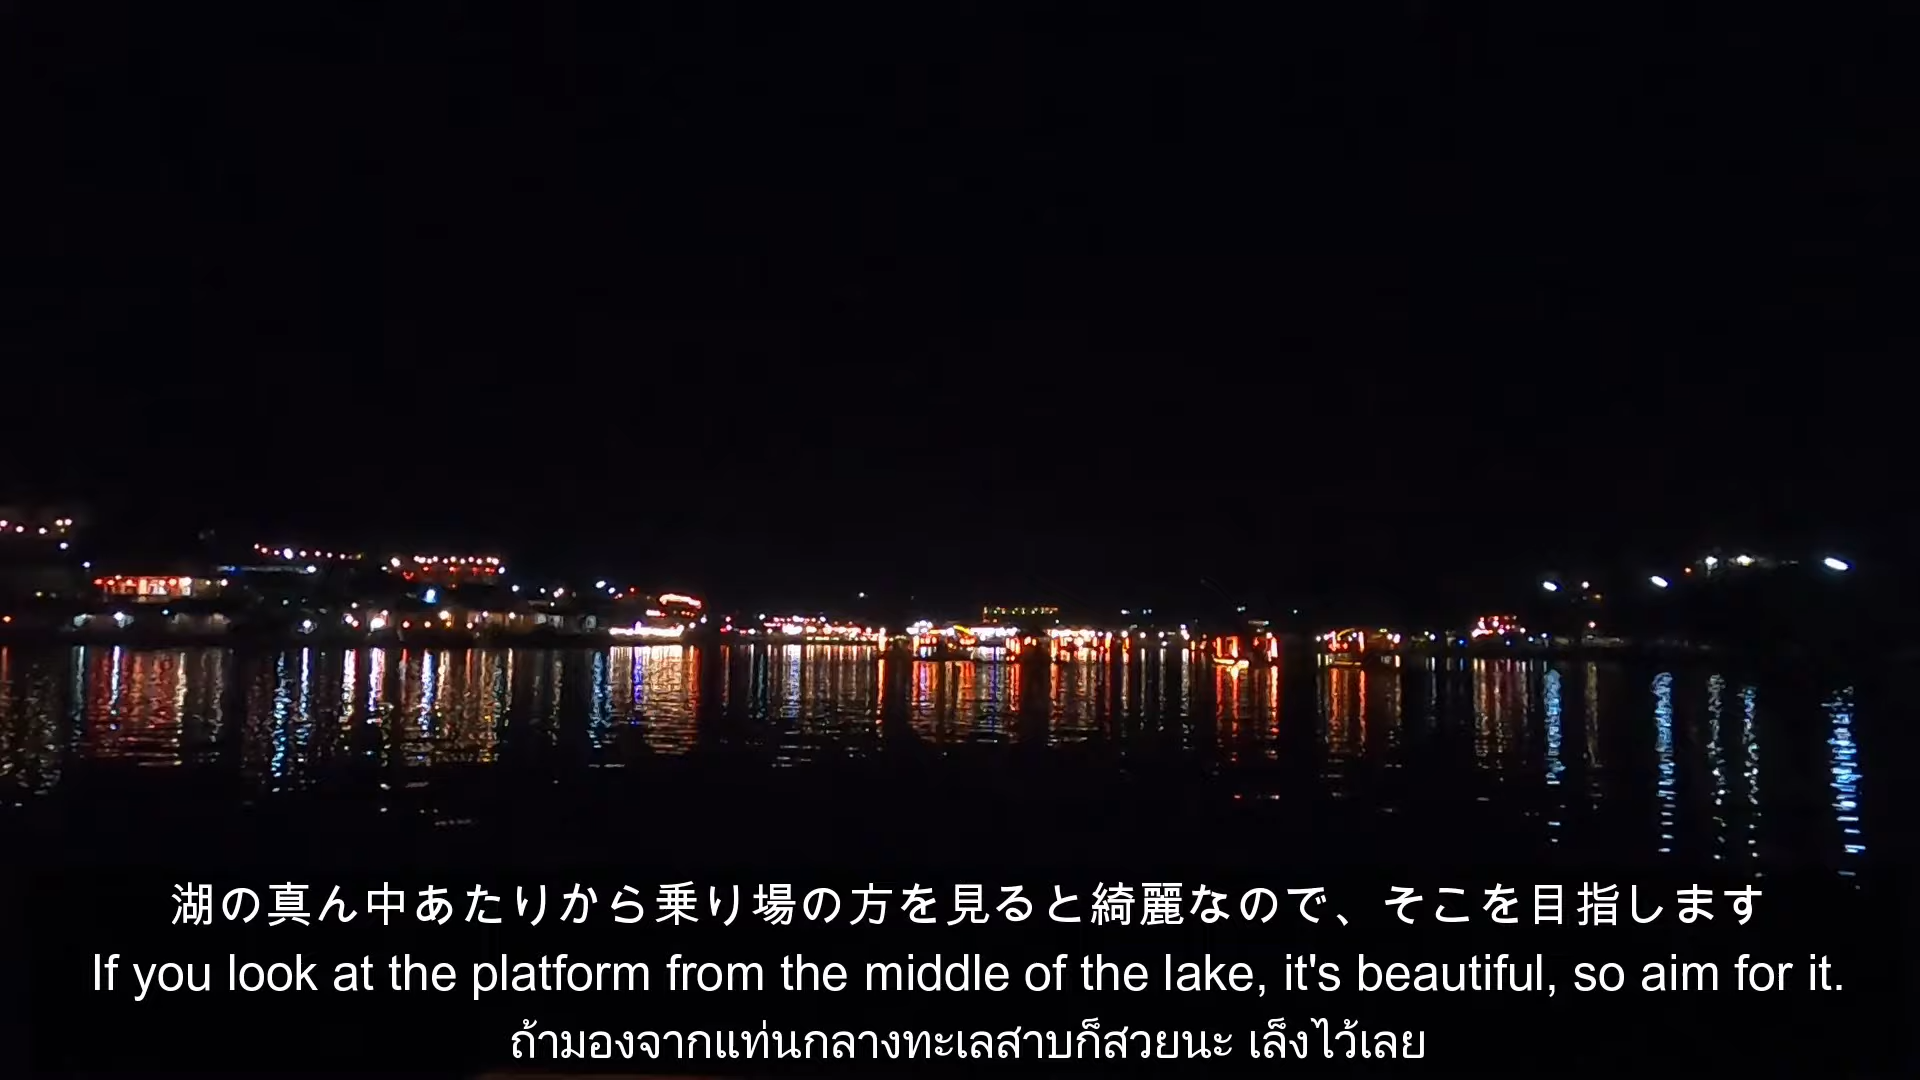 湖の真ん中あたりから乗り場の方を見ると綺麗なので、そこを目指します
If you look at the platform from the middle of the lake, it's beautiful, so aim for it.
ถ้ามองจากแท่นกลางทะเลสาบก็สวยนะ เล็งไว้เลย